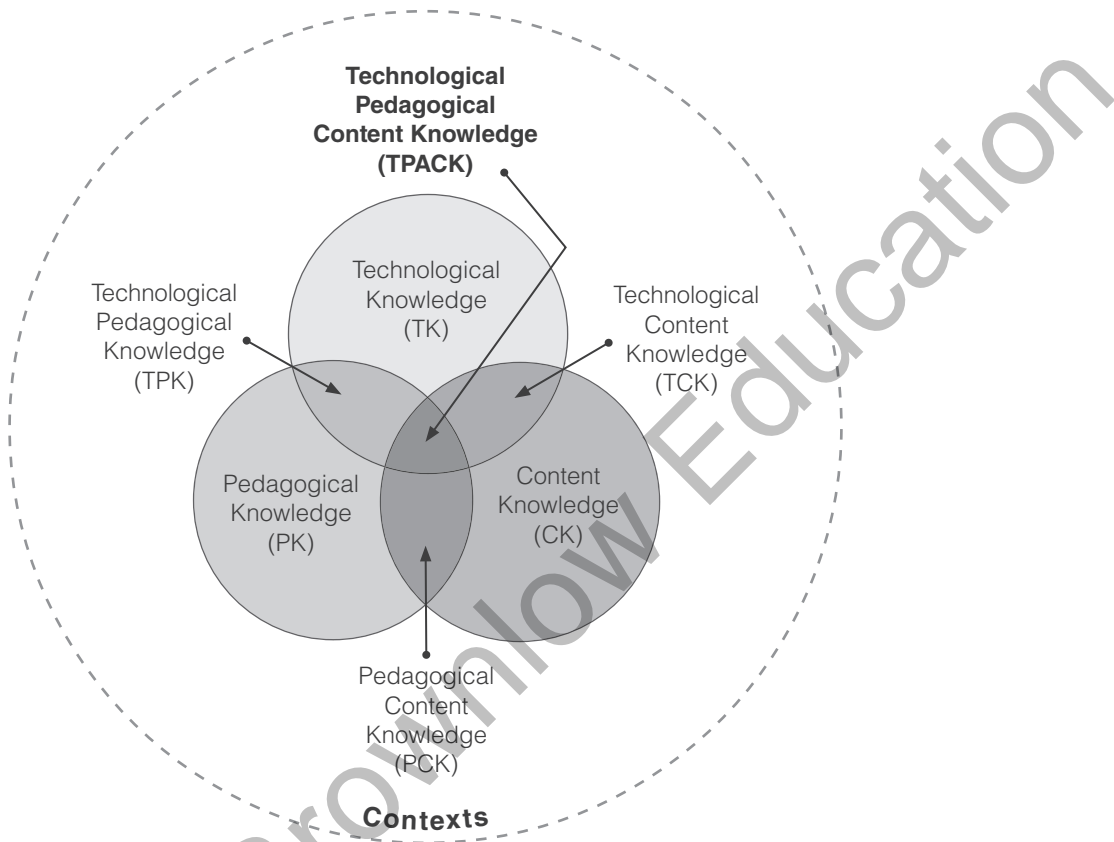 Technological
Pedagogical
Content Knowledge
(TPACK)
Technological
Knowledge
(TK)
Technological
Pedagogical
Knowledge
(TPK)
Technological
Content
Knowledge
(TCK)
Pedagogical
Knowledge
(PK)
Content
Knowledge
(CK)
Pedagogical
Content
Knowledge
(PCK)
Contexts
Education